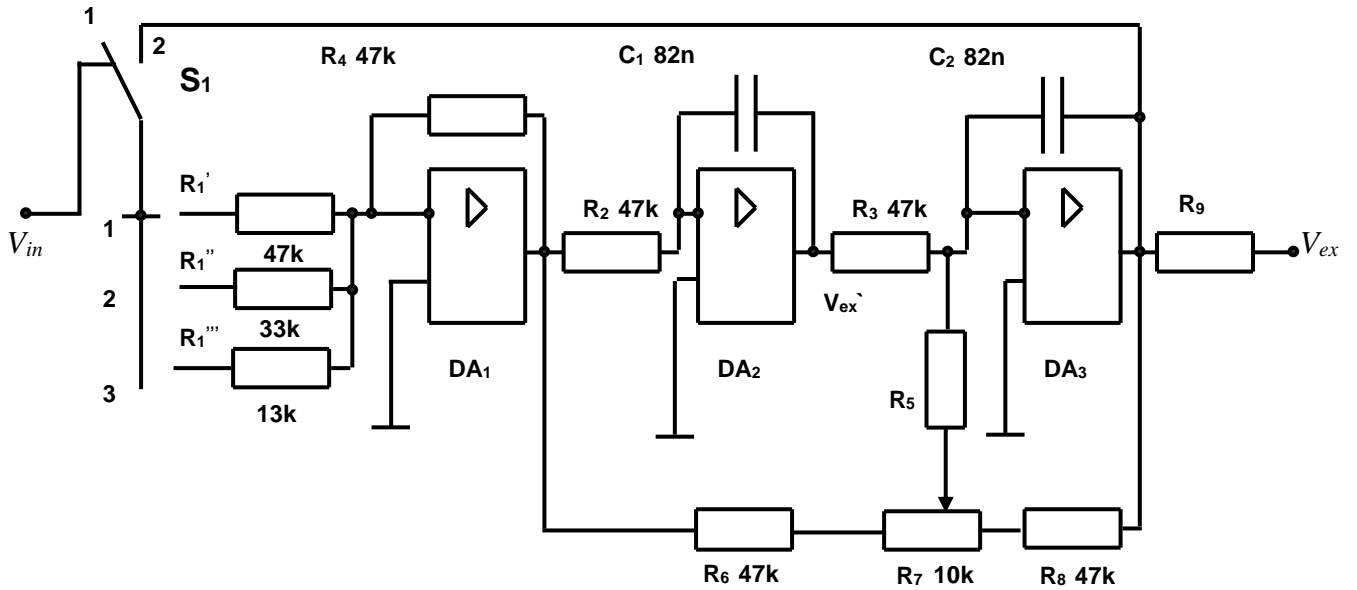 1
2
R4 47k
C1 82n
C2 82n
S1
R1'
R2 47k
R3 47k
R9
1
Vin
47k
Vex
R1''
2
33k
Vex`
R1'''
DA1
DA2
DA3
3
13k
R5
R6 47k
R7 10k
R8 47k